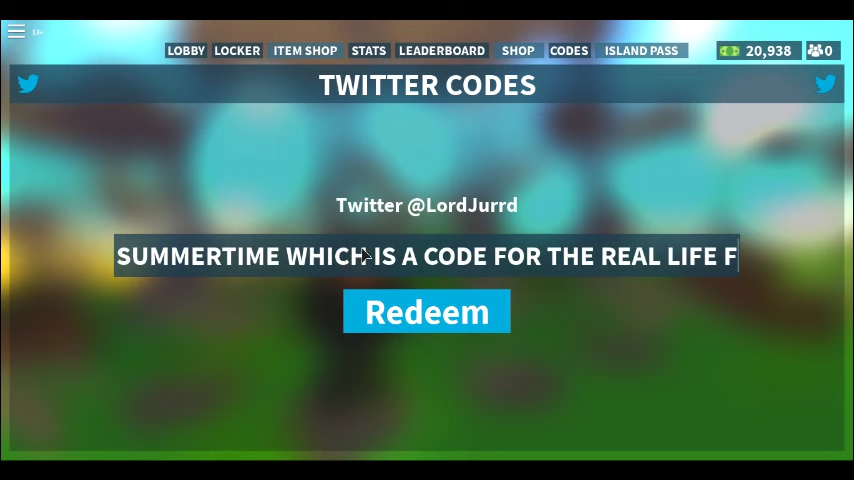 13+
LOBBY LOCKER ITEM SHOP STATS LEADERBOARD SHOP CODES ISLAND PASS 20,938 0
TWITTER CODES
Twitter @LordJurrd
SUMMERTIME WHICH IS A CODE FOR THE REAL LIFE F
Redeem